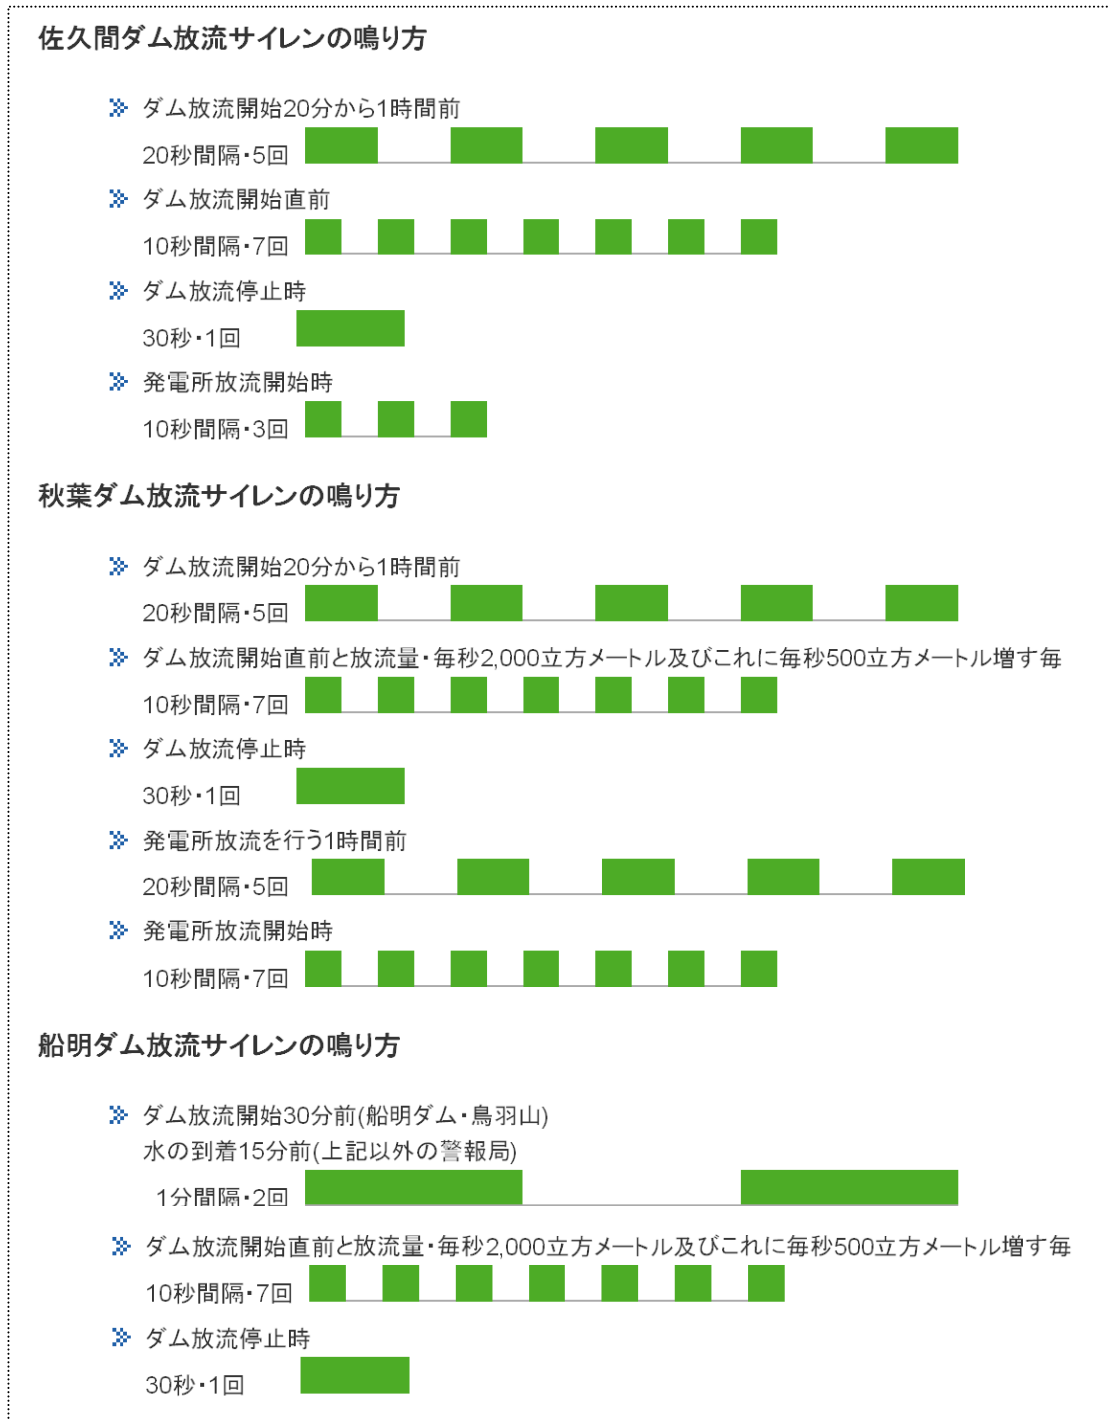 佐久間ダム放流サイレンの鳴り方
ダム放流開始20分から1時間前
20秒間隔・5回
ダム放流開始直前
10秒間隔・7回
ダム放流停止時
30秒・1回
発電所放流開始時
10秒間隔・3回
秋葉ダム放流サイレンの鳴り方
ダム放流開始20分から1時間前
20秒間隔・5回
ダム放流開始直前と放流量・毎秒2,000立方メートル及びこれに毎秒500立方メートル増す毎
10秒間隔・7回
ダム放流停止時
30秒・1回
発電所放流を行う1時間前
20秒間隔・5回
発電所放流開始時
10秒間隔・7回
船明ダム放流サイレンの鳴り方
ダム放流開始30分前(船明ダム・鳥羽山)
水の到着15分前(上記以外の警報局)
1分間隔・2回
ダム放流開始直前と放流量・毎秒2,000立方メートル及びこれに毎秒500立方メートル増す毎
10秒間隔・7回
ダム放流停止時
30秒・1回